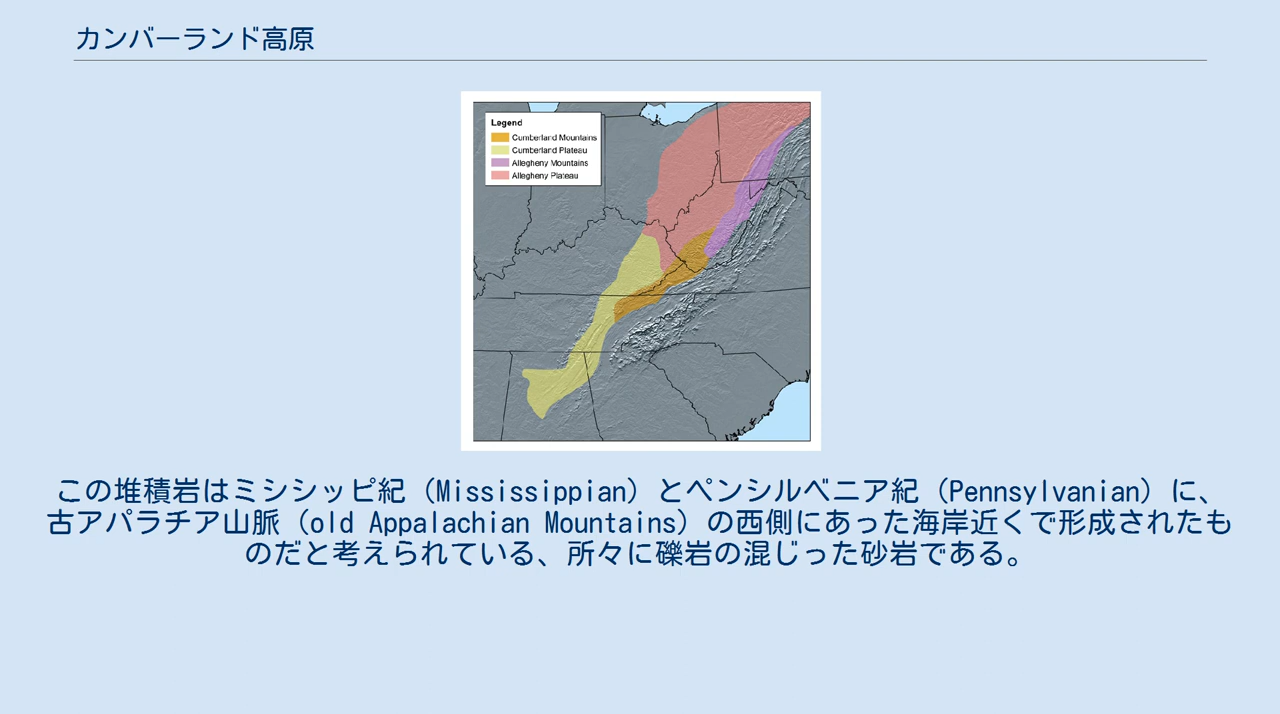 カンバーランド高原
Legend
Cumberland Mountains
Cumberland Plateau
Allegheny Mountains
Allegheny Plateau
この堆積岩はミシシッピ紀（Mississippian）とペンシルベニア紀（Pennsylvanian）に、
古アパラチア山脈（old Appalachian Mountains）の西側にあった海岸近くで形成されたも
のだと考えられている、所々に礫岩の混じった砂岩である。